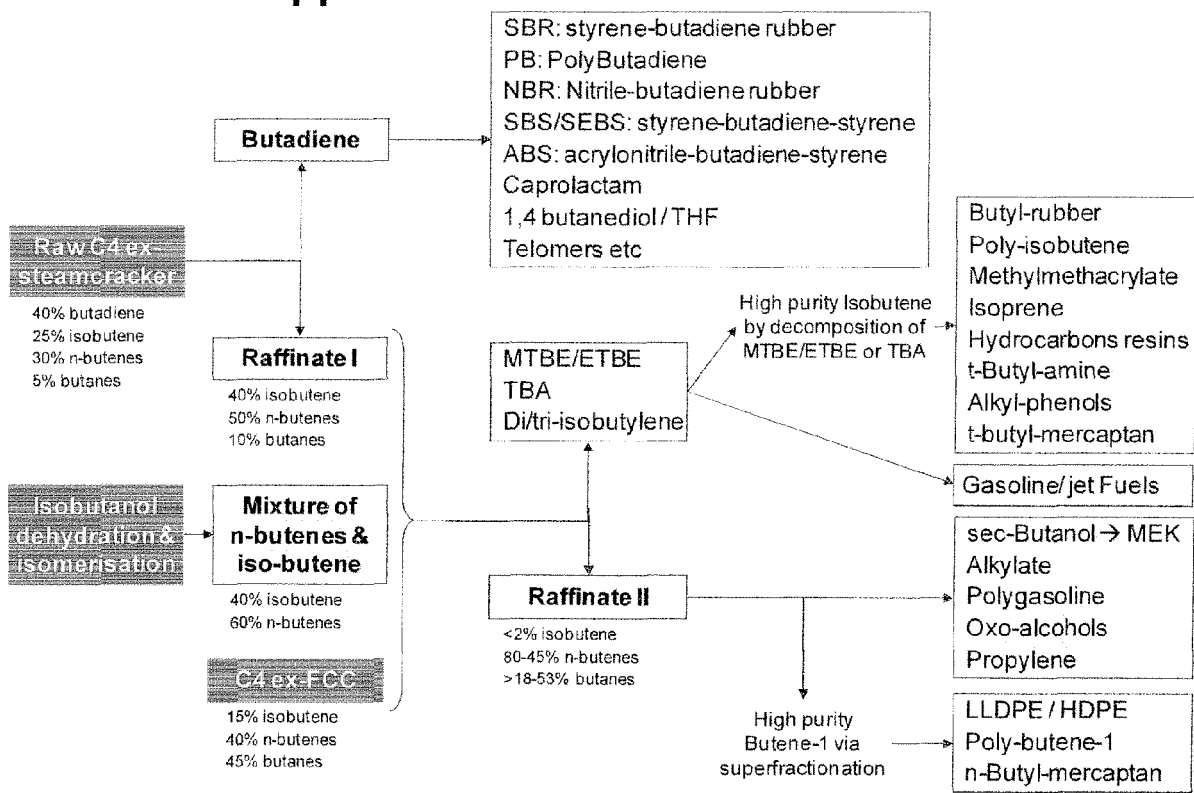 SBR: styrene-butadiene rubber
PB: PolyButadiene
NBR: Nitrile-butadiene rubber
SBS/SEBS: styrene-butadiene-styrene
ABS: acrylonitrile-butadiene-styrene
Caprolactam
1,4 butanediol / THF
Telomers etc
Butadiene
Raw C4 ex-
steamcracker
40% butadiene
25% isobutene
30% n-butenes
5% butanes
Raffinate I
40% isobutene
50% n-butenes
10% butanes
Isobutanol
dehydration &
isomerisation
Mixture of
n-butenes &
iso-butene
40% isobutene
60% n-butenes
C4 ex-FCC
15% isobutene
40% n-butenes
45% butanes
MTBE/ETBE
TBA
Di/tri-isobutylene
High purity Isobutene
by decomposition of
MTBE/ETBE or TBA
Butyl-rubber
Poly-isobutene
Methylmethacrylate
Isoprene
Hydrocarbons resins
t-Butyl-amine
Alkyl-phenols
t-butyl-mercaptan
Gasoline/jet Fuels
Raffinate II
<2% isobutene
80-45% n-butenes
>18-53% butanes
sec-Butanol → MEK
Alkylate
Polygasoline
Oxo-alcohols
Propylene
High purity
Butene-1 via
superfractionation
LLDPE / HDPE
Poly-butene-1
n-Butyl-mercaptan